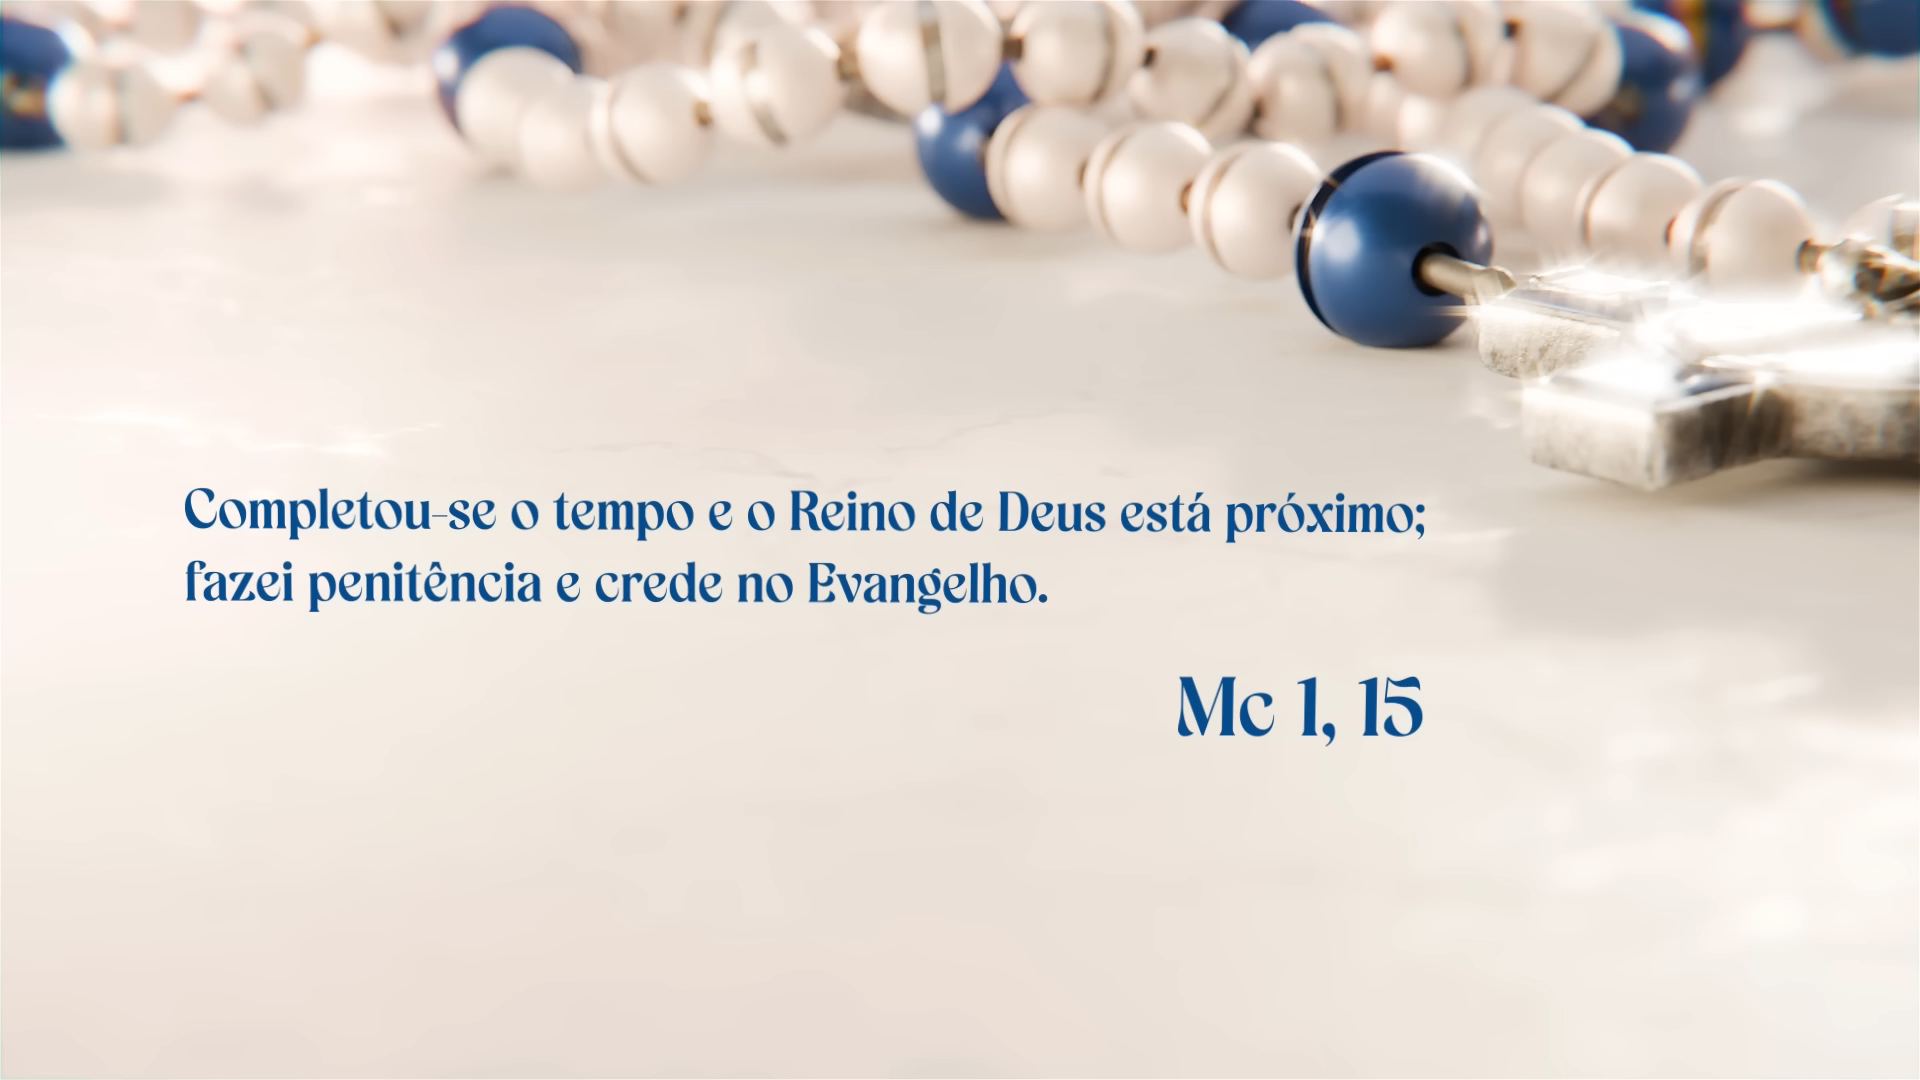 Completou-se o tempo e o Reino de Deus está próximo;
fazei penitência e crede no Evangelho.
Mc 1, 15